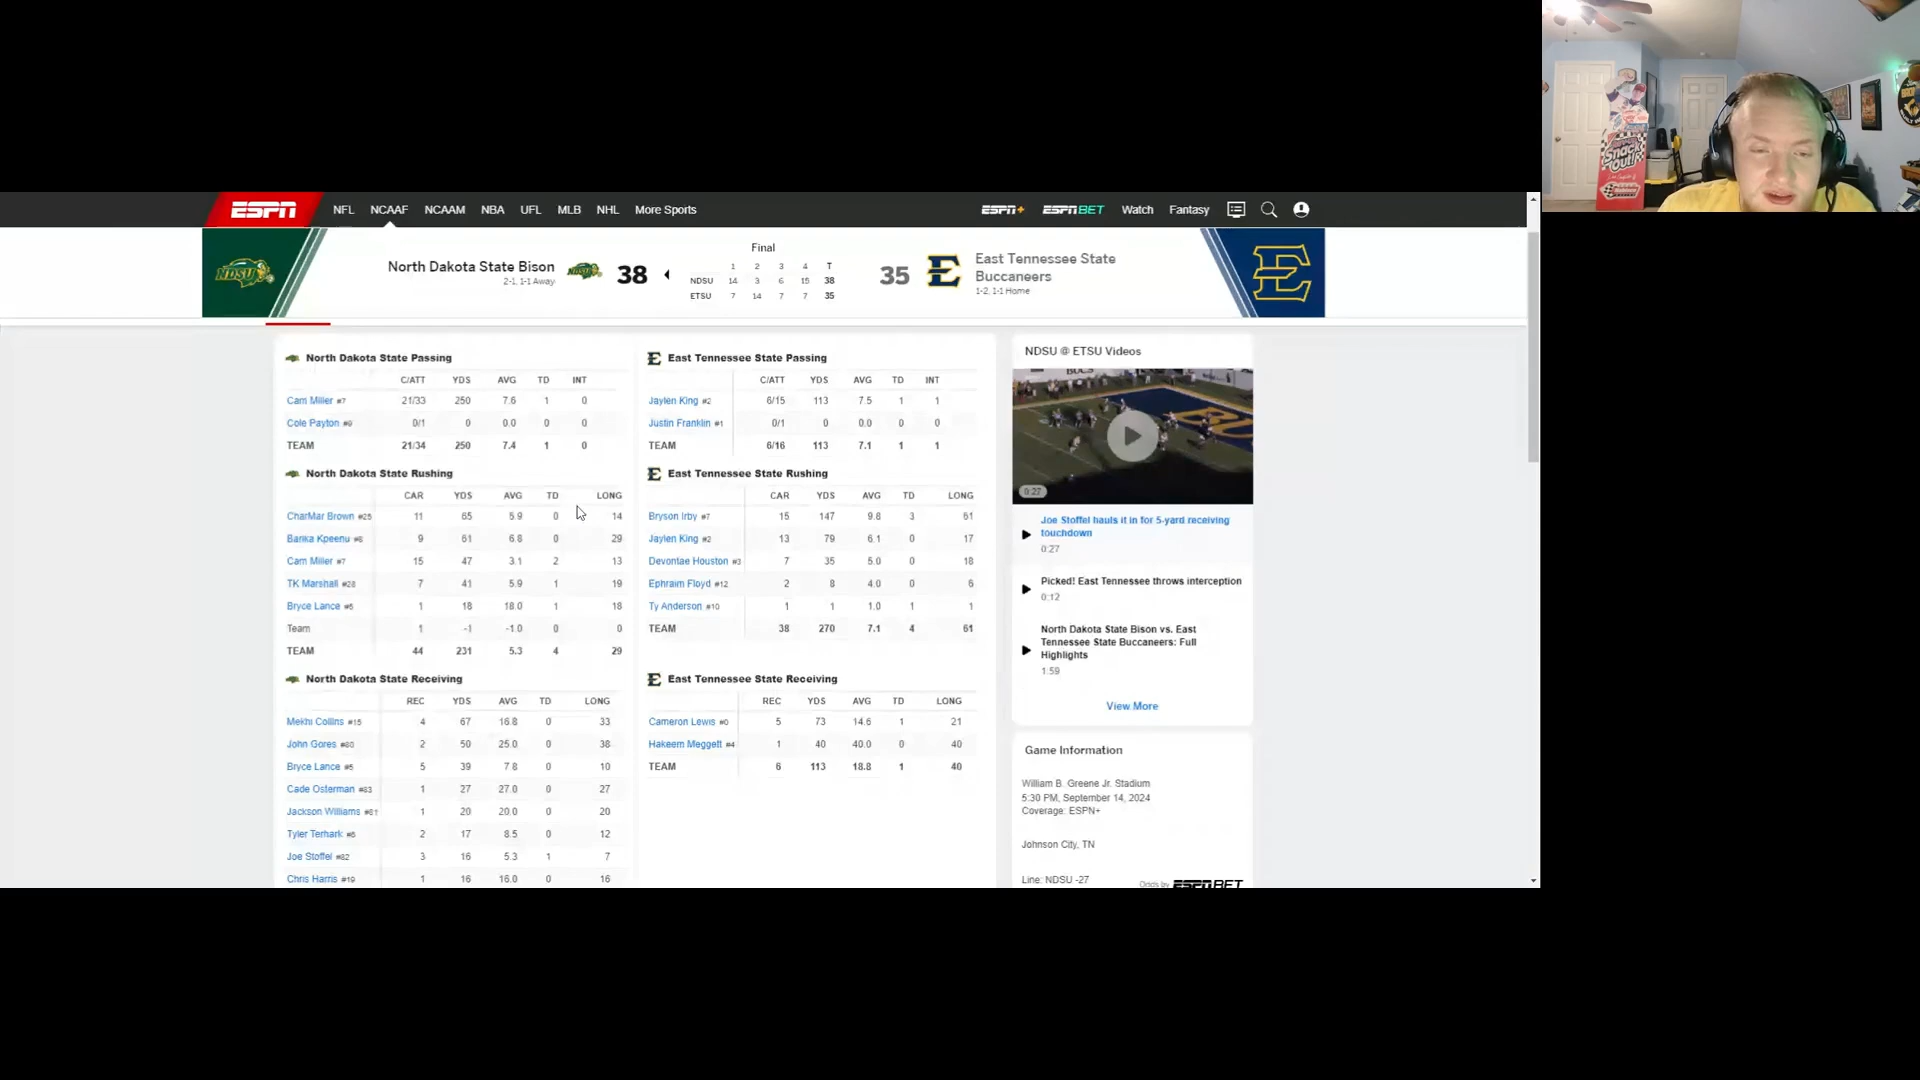 ESPN NFL NCAAF NCAAM NBA UFL MLB NHL More Sports ESPN+ ESPN BET Watch Fantasy
Snack
Out!
NDSU
North Dakota State Bison
2-1, 1-1 Away
38
Final
1 2 3 4 T
NDSU 14 3 6 15 38
ETSU 7 14 7 7 35
35
East Tennessee State
Buccaneers
1-2, 1-1 Home
North Dakota State Passing
C/ATT YDS AVG TD INT
Cam Miller #7 21/33 250 7.6 1 0
Cole Payton #9 0/1 0 0.0 0 0
TEAM 21/34 250 7.4 1 0
East Tennessee State Passing
C/ATT YDS AVG TD INT
Jaylen King #2 6/15 113 7.5 1 1
Justin Franklin #1 0/1 0 0.0 0 0
TEAM 6/16 113 7.1 1 1
North Dakota State Rushing
CAR YDS AVG TD LONG
CharMar Brown #25 11 65 5.9 0 14
Barika Kpeenu #8 9 61 6.8 0 29
Cam Miller #7 15 47 3.1 2 13
TK Marshall #28 7 41 5.9 1 19
Bryce Lance #5 1 18 18.0 1 18
Team 1 -1 -1.0 0 0
TEAM 44 231 5.3 4 29
East Tennessee State Rushing
CAR YDS AVG TD LONG
Bryson Irby #7 15 147 9.8 3 61
Jaylen King #2 13 79 6.1 0 17
Devontae Houston #3 7 35 5.0 0 18
Ephraim Floyd #12 2 8 4.0 0 6
Ty Anderson #10 1 1 1.0 1 1
TEAM 38 270 7.1 4 61
North Dakota State Receiving
REC YDS AVG TD LONG
Mekhi Collins #15 4 67 16.8 0 33
John Gores #80 2 50 25.0 0 38
Bryce Lance #5 5 39 7.8 0 10
Cade Osterman #83 1 27 27.0 0 27
Jackson Williams #81 1 20 20.0 0 20
Tyler Terhark #6 2 17 8.5 0 12
Joe Stoffel #82 3 16 5.3 1 7
Chris Harris #19 1 16 16.0 0 16
East Tennessee State Receiving
REC YDS AVG TD LONG
Cameron Lewis #0 5 73 14.6 1 21
Hakeem Meggett #4 1 40 40.0 0 40
TEAM 6 113 18.8 1 40
NDSU @ ETSU Videos
BUCS
0:27
Joe Stoffel hauls it in for 5-yard receiving
touchdown
0:27
Picked! East Tennessee throws interception
0:12
North Dakota State Bison vs. East
Tennessee State Buccaneers: Full
Highlights
1:59
View More
Game Information
William B. Greene Jr. Stadium
5:30 PM, September 14, 2024
Coverage: ESPN+
Johnson City, TN
Line: NDSU -27
Odds by ESPN BET